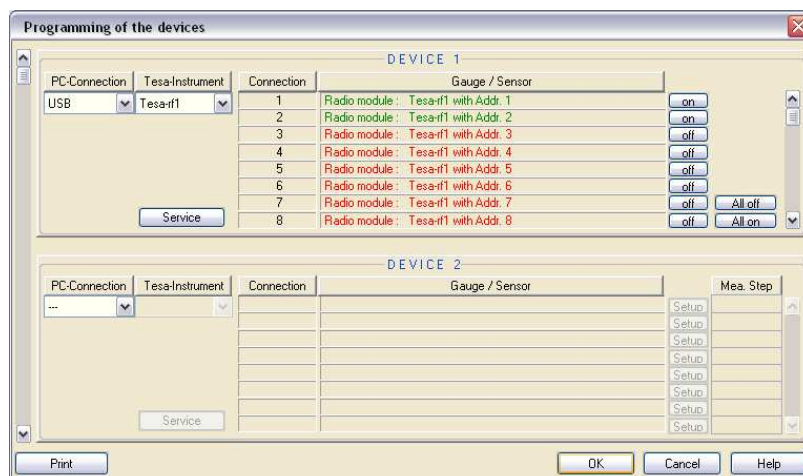 Programming of the devices
DEVICE 1
PC-Connection Tesa-Instrument Connection Gauge / Sensor
USB Tesa-rf1 1 Radio module : Tesa-rf1 with Addr. 1 on
2 Radio module : Tesa-rf1 with Addr. 2 on
3 Radio module : Tesa-rf1 with Addr. 3 off
4 Radio module : Tesa-rf1 with Addr. 4 off
5 Radio module : Tesa-rf1 with Addr. 5 off
6 Radio module : Tesa-rf1 with Addr. 6 off
7 Radio module : Tesa-rf1 with Addr. 7 off All off
Service 8 Radio module : Tesa-rf1 with Addr. 8 off All on
DEVICE 2
PC-Connection Tesa-Instrument Connection Gauge / Sensor Mea. Step
--- Setup
Setup
Setup
Setup
Setup
Setup
Setup
Service Setup
Print OK Cancel Help